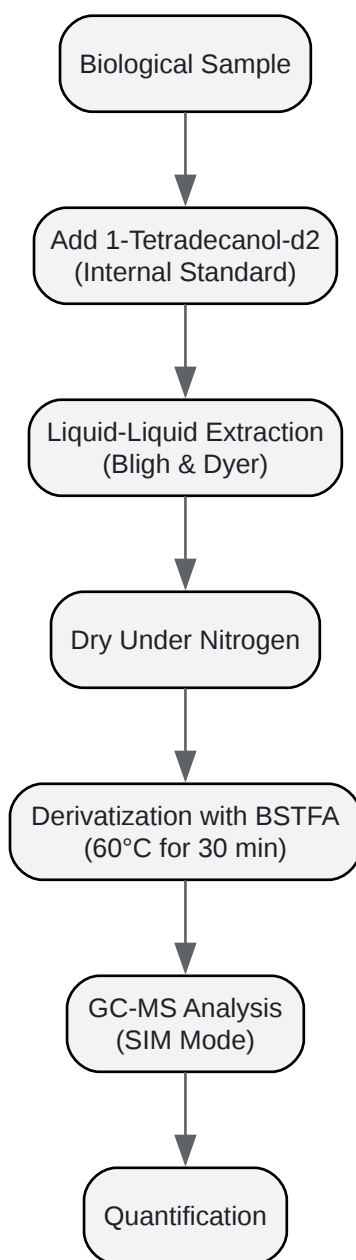 Biological Sample
Add 1-Tetradecanol-d2
(Internal Standard)
Liquid-Liquid Extraction
(Bligh & Dyer)
Dry Under Nitrogen
Derivatization with BSTFA
(60°C for 30 min)
GC-MS Analysis
(SIM Mode)
Quantification